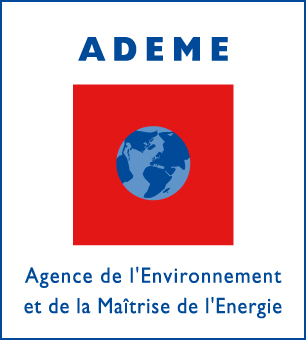 ADEME
Agence de l'Environnement
et de la Maîtrise de l'Energie